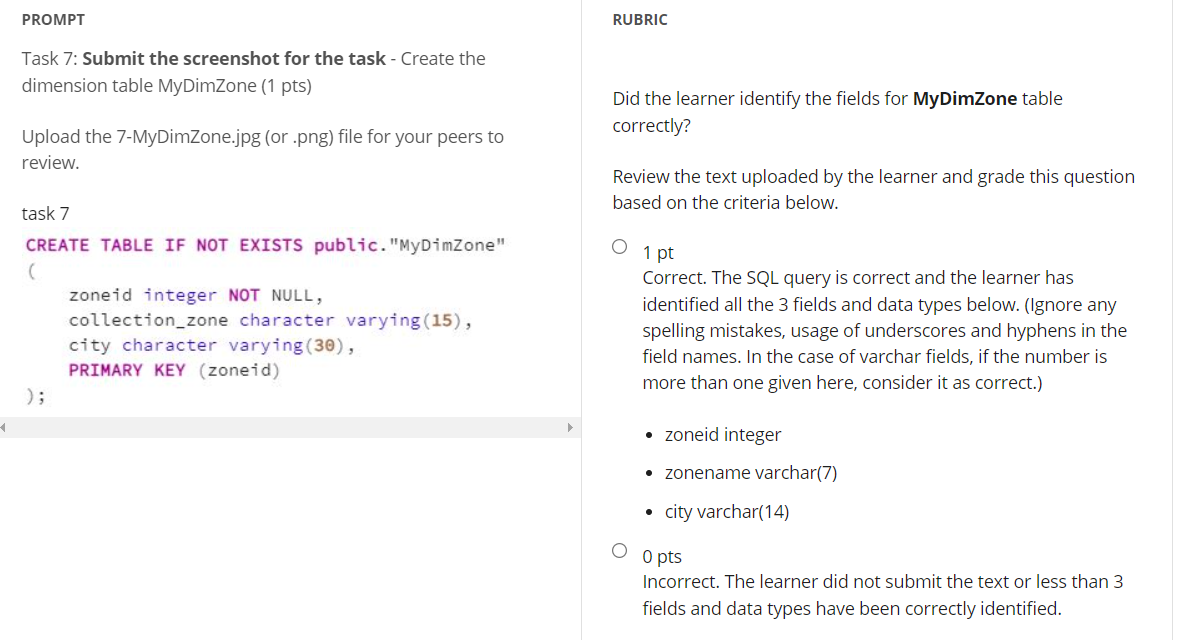 PROMPT
Task 7: Submit the screenshot for the task - Create the
dimension table MyDimZone (1 pts)
Upload the 7-MyDimZone.jpg (or .png) file for your peers to
review.
task 7
CREATE TABLE IF NOT EXISTS public."MyDimZone"
(
    zoneid integer NOT NULL,
    collection_zone character varying(15),
    city character varying(30),
    PRIMARY KEY (zoneid)
);
RUBRIC
Did the learner identify the fields for MyDimZone table
correctly?
Review the text uploaded by the learner and grade this question
based on the criteria below.
1 pt
Correct. The SQL query is correct and the learner has
identified all the 3 fields and data types below. (Ignore any
spelling mistakes, usage of underscores and hyphens in the
field names. In the case of varchar fields, if the number is
more than one given here, consider it as correct.)
• zoneid integer
• zonename varchar(7)
• city varchar(14)
0 pts
Incorrect. The learner did not submit the text or less than 3
fields and data types have been correctly identified.